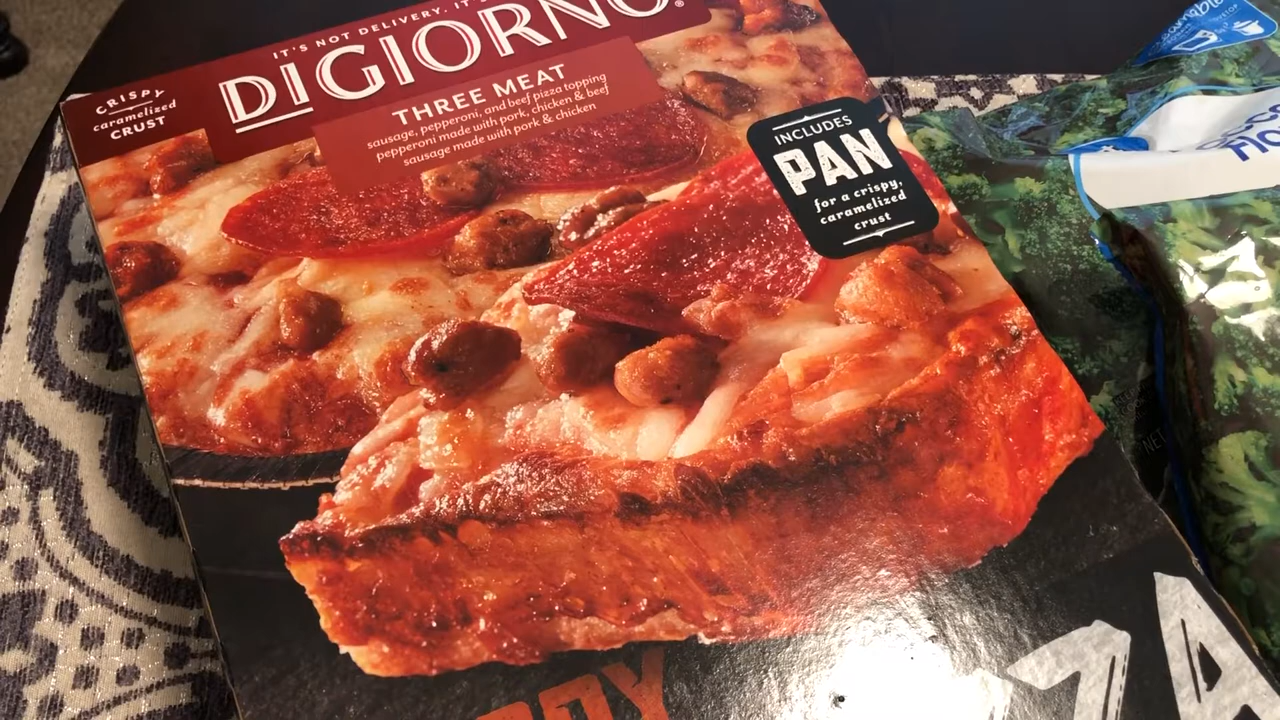 IT'S NOT DELIVERY. IT'S
DIGIORNO®
CRISPY
caramelized
CRUST
THREE MEAT
sausage, pepperoni, and beef pizza topping
pepperoni made with pork, chicken & beef
sausage made with pork & chicken
INCLUDES
PAN
for a crispy,
caramelized
crust
NET